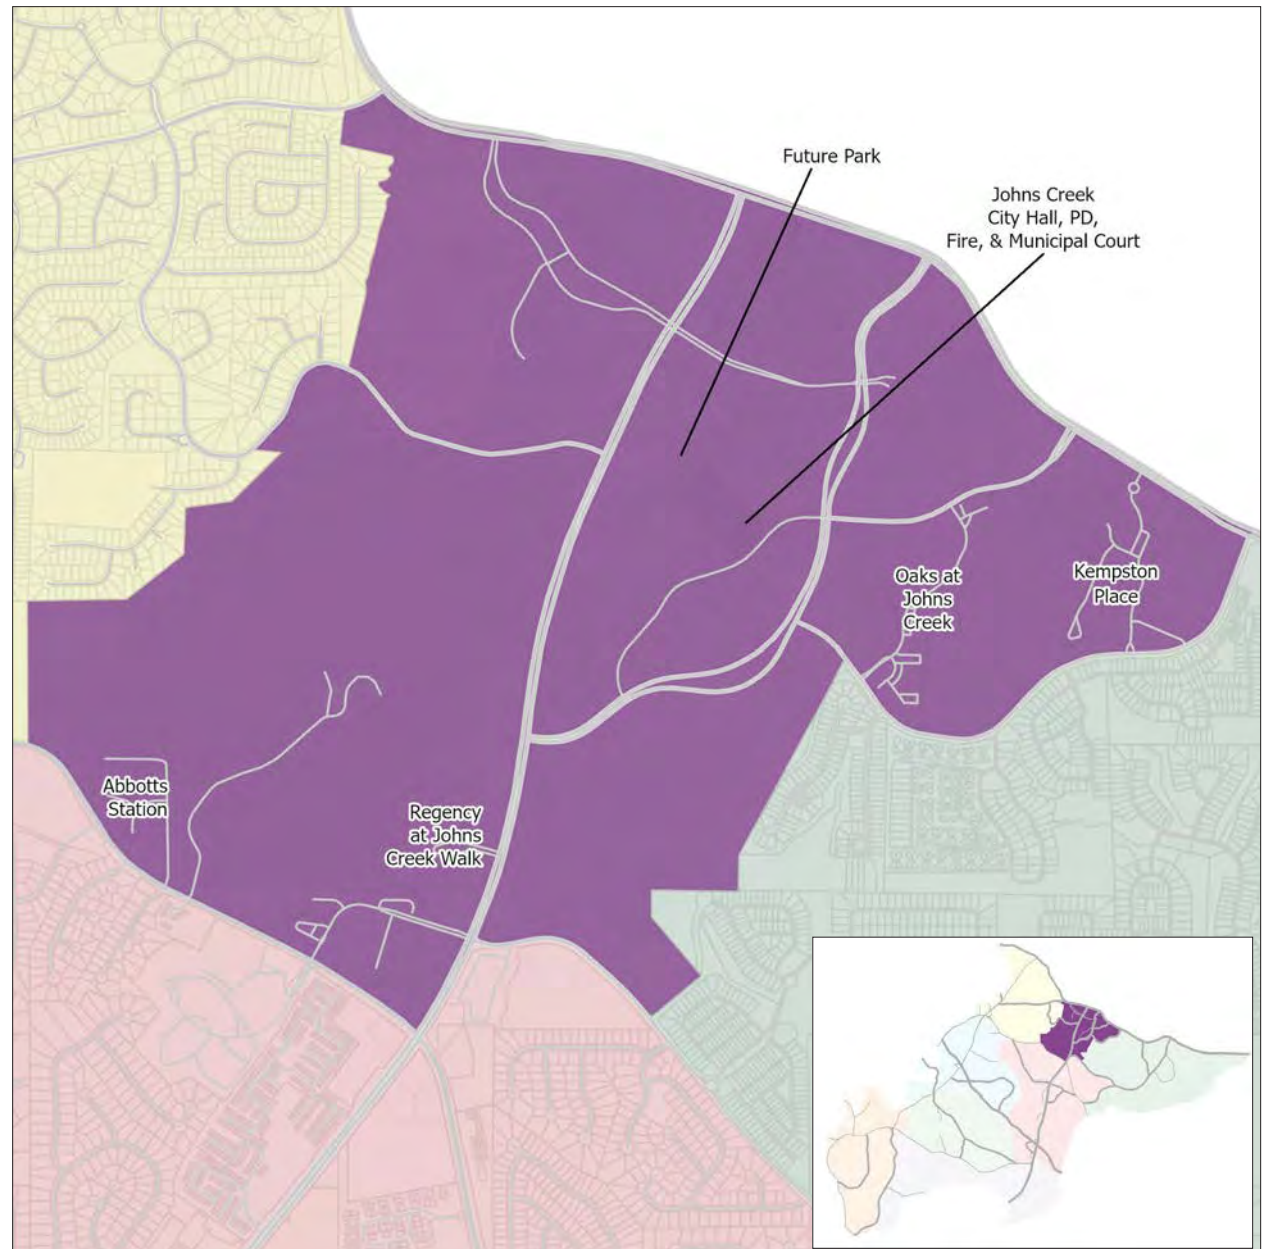 Future Park
Johns Creek
City Hall, PD,
Fire, & Municipal Court
Oaks at
Johns
Creek
Kempston
Place
Abbotts
Station
Regency
at Johns
Creek Walk